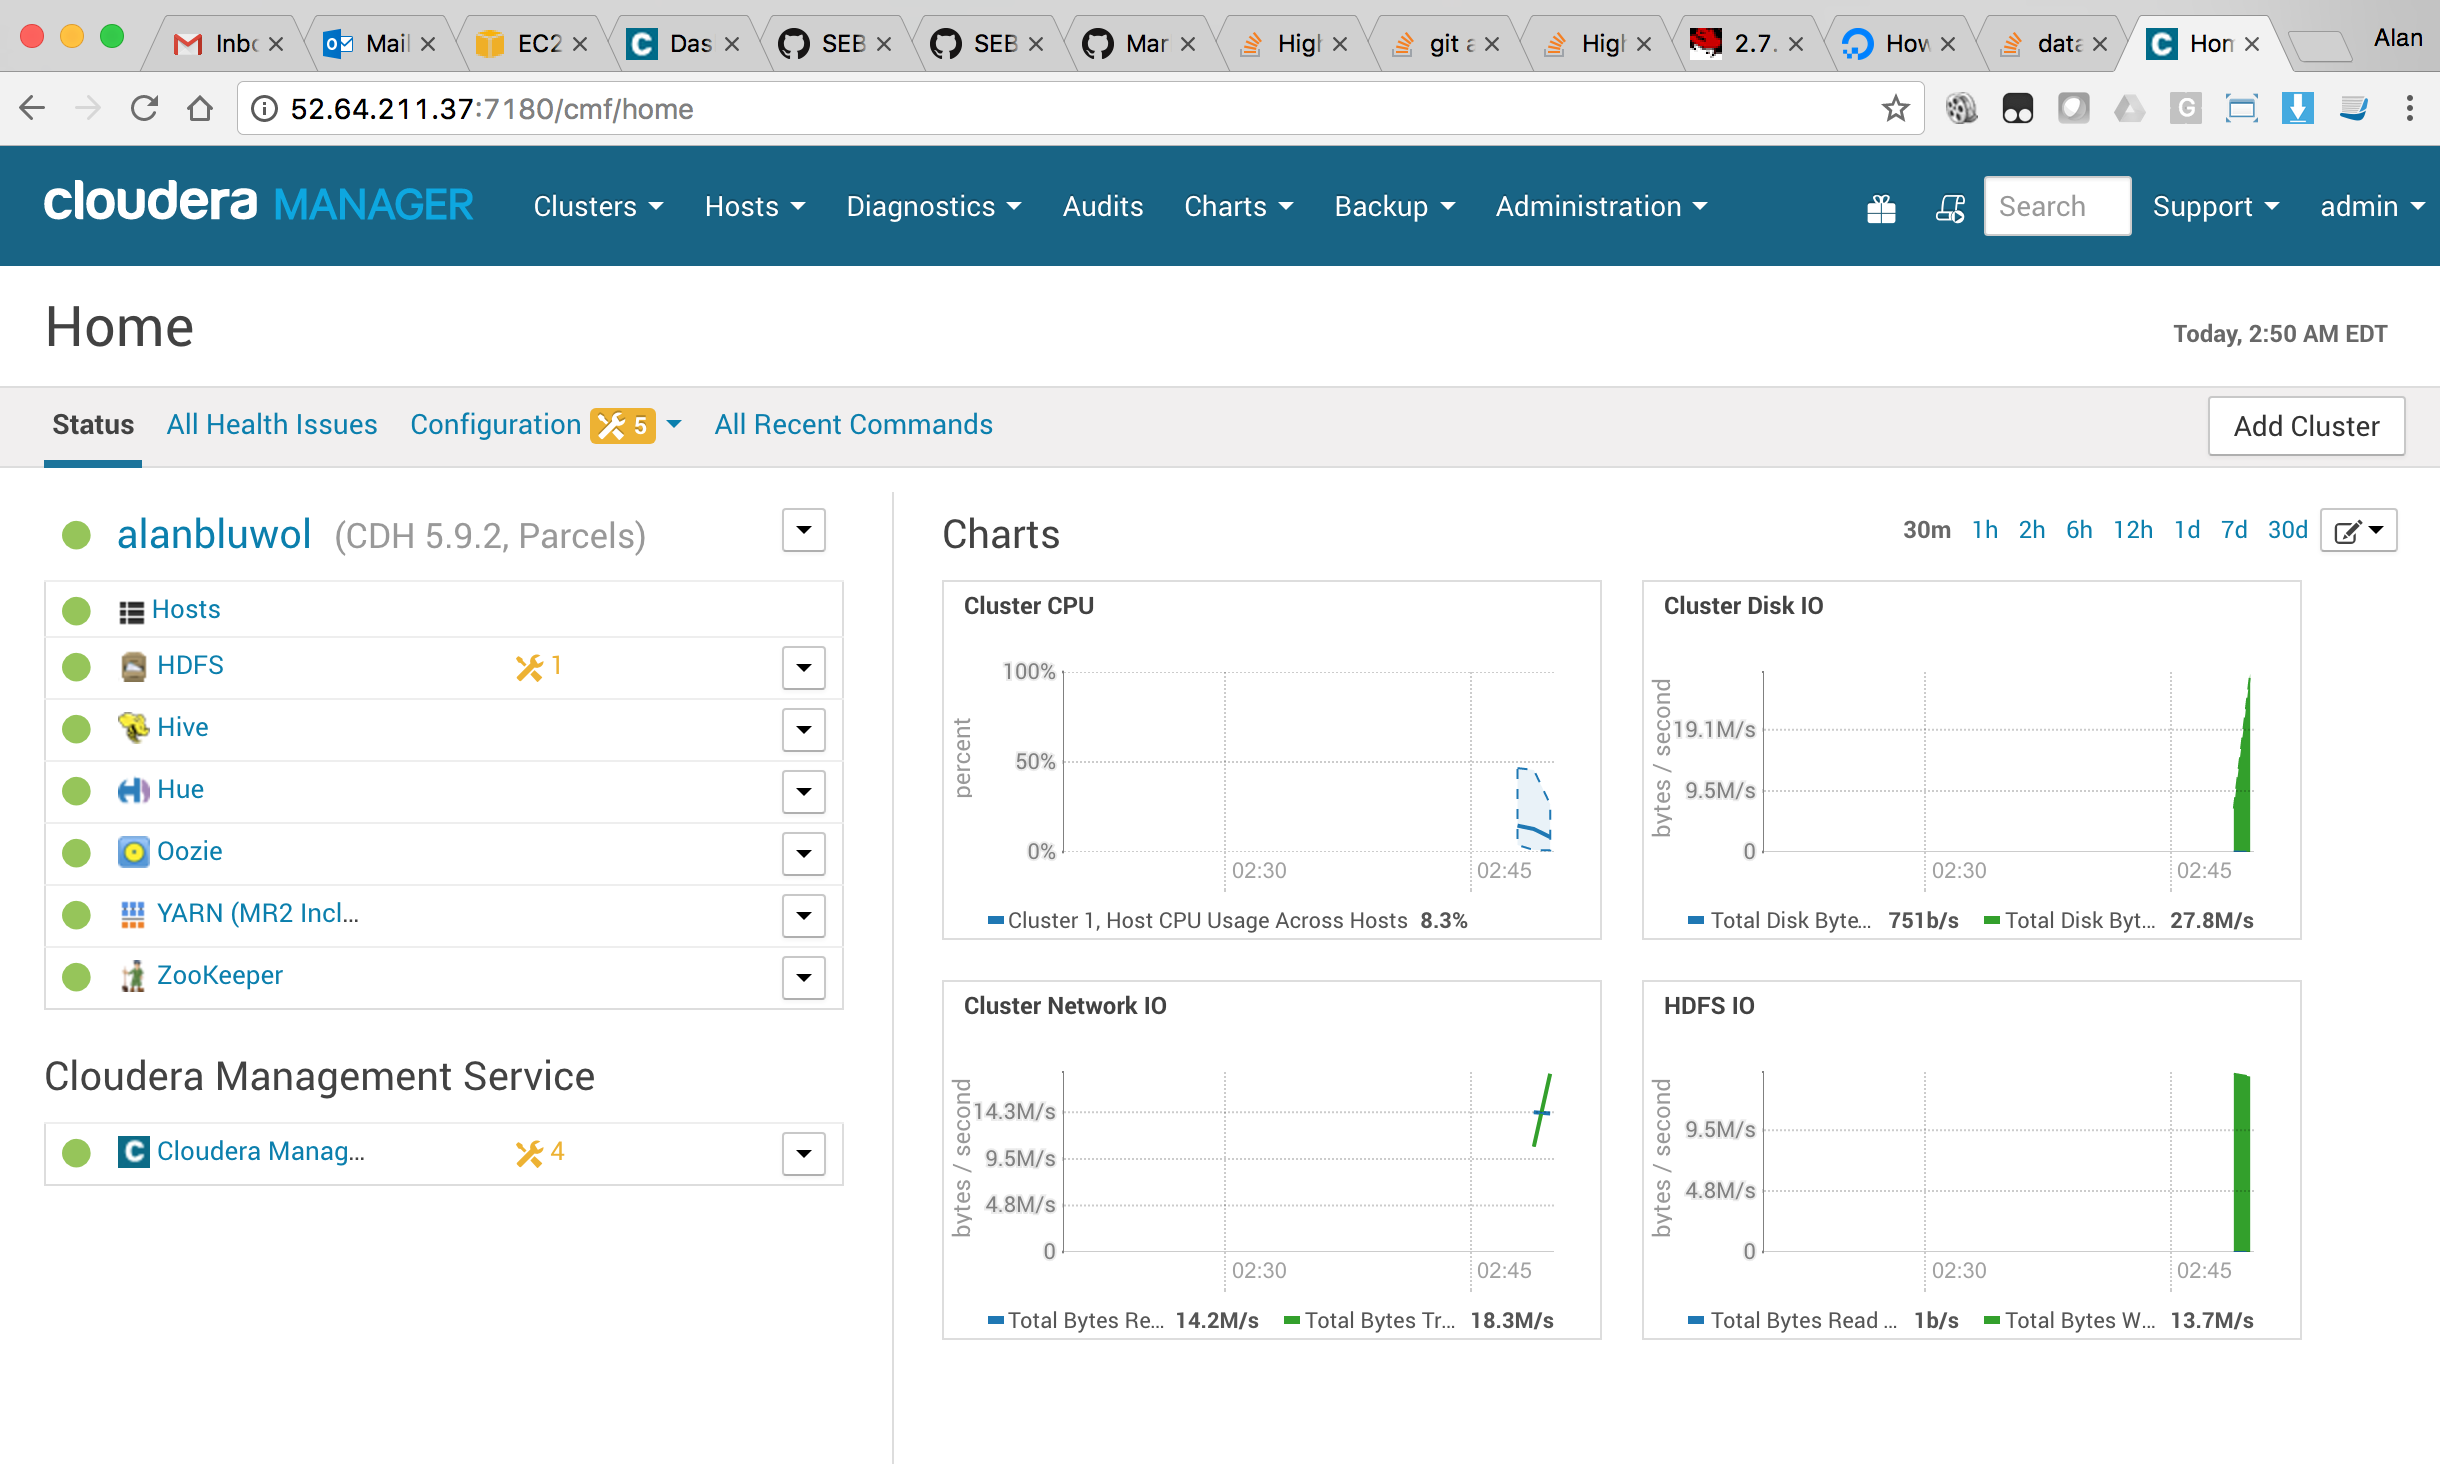 Inbo Mail EC2 Das SEB SEB Mar High git a High 2.7. How data Hom Alan
52.64.211.37:7180/cmf/home
cloudera MANAGER Clusters Hosts Diagnostics Audits Charts Backup Administration Search Support admin
Home
Today, 2:50 AM EDT
Status All Health Issues Configuration 5 All Recent Commands Add Cluster
alanbluwol (CDH 5.9.2, Parcels)
Hosts
HDFS 1
Hive
Hue
Oozie
YARN (MR2 Incl...
ZooKeeper
Cloudera Management Service
C Cloudera Manag... 4
Charts 30m 1h 2h 6h 12h 1d 7d 30d
Cluster CPU
percent
100%
50%
0%
02:30 02:45
Cluster 1, Host CPU Usage Across Hosts 8.3%
Cluster Disk IO
bytes / second
19.1M/s
9.5M/s
0
02:30 02:45
Total Disk Byte... 751b/s Total Disk Byt... 27.8M/s
Cluster Network IO
bytes / second
14.3M/s
9.5M/s
4.8M/s
0
02:30 02:45
Total Bytes Re... 14.2M/s Total Bytes Tr... 18.3M/s
HDFS IO
bytes / second
9.5M/s
4.8M/s
0
02:30 02:45
Total Bytes Read ... 1b/s Total Bytes W... 13.7M/s